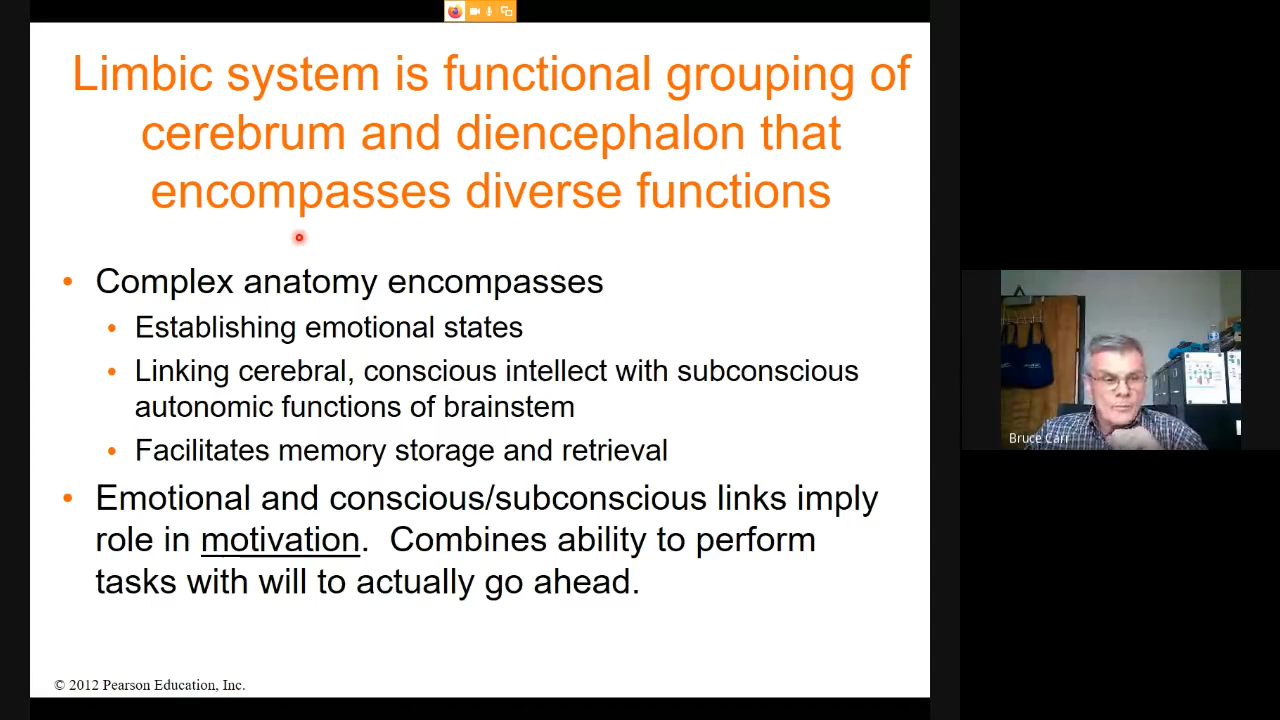 Limbic system is functional grouping of
cerebrum and diencephalon that
encompasses diverse functions
• Complex anatomy encompasses
• Establishing emotional states
• Linking cerebral, conscious intellect with subconscious
autonomic functions of brainstem
• Facilitates memory storage and retrieval
• Emotional and conscious/subconscious links imply
role in motivation. Combines ability to perform
tasks with will to actually go ahead.
© 2012 Pearson Education, Inc.
Bruce Carr